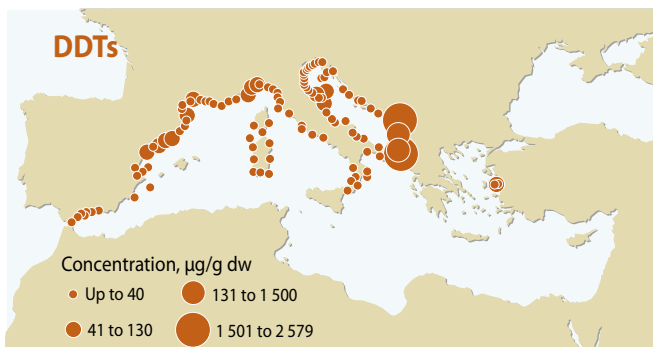 DDTs
Concentration, µg/g dw
Up to 40
131 to 1 500
41 to 130
1 501 to 2 579